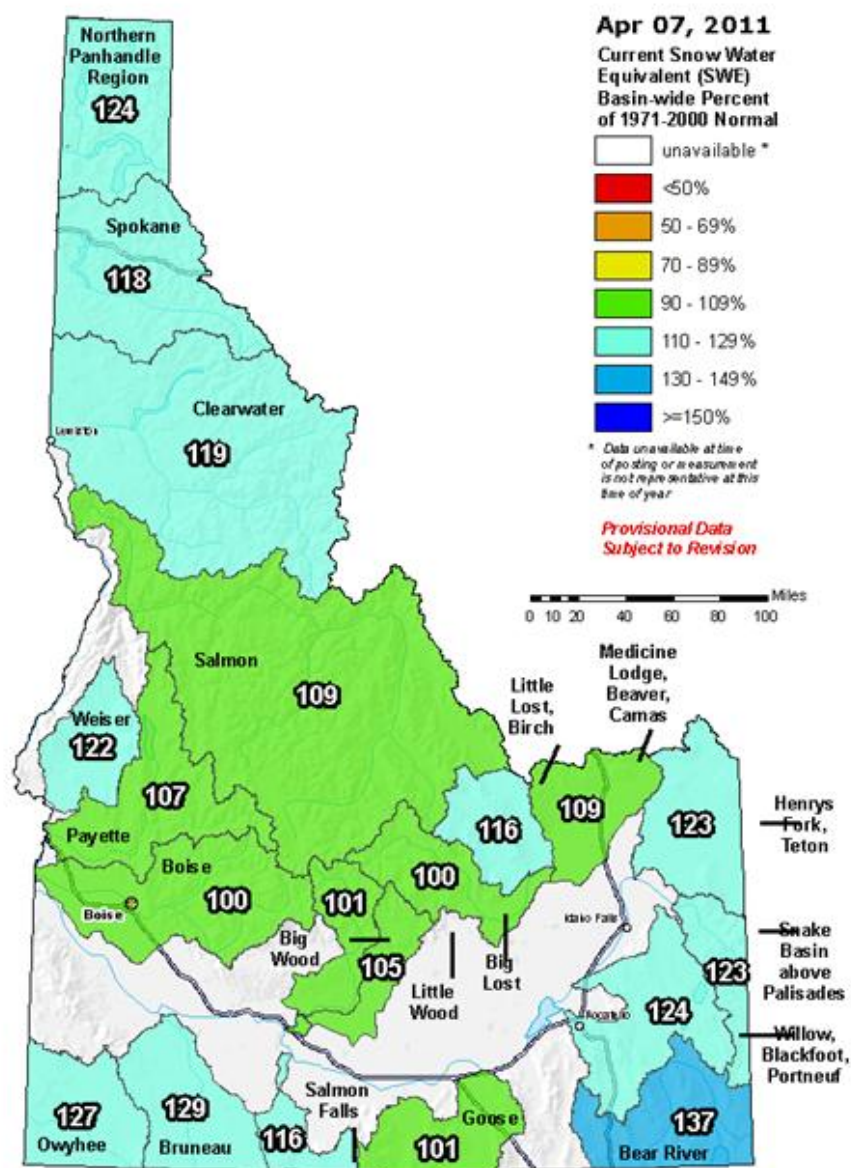 Apr 07, 2011
Current Snow Water
Equivalent (SWE)
Basin-wide Percent
of 1971-2000 Normal
unavailable *
<50%
50 - 69%
70 - 89%
90 - 109%
110 - 129%
130 - 149%
>=150%
* Data unavailable at time
of posting or measurement
is not representative at this
time of year
Provisional Data
Subject to Revision
Miles
0 10 20 40 60 80 100
Northern
Panhandle
Region
124
Spokane
118
Clearwater
119
Lewiston
Salmon
109
Weiser
122
107
Payette
Boise
100
Boise
Big
Wood
101
105
Little
Wood
100
Big
Lost
116
Little
Lost,
Birch
Medicine
Lodge,
Beaver,
Camas
109
123
Henrys
Fork,
Teton
Idaho Falls
123
Snake
Basin
above
Palisades
124
Pocatello
Willow,
Blackfoot,
Portneuf
127
Owyhee
129
Bruneau
116
Salmon
Falls
Goose
101
137
Bear River